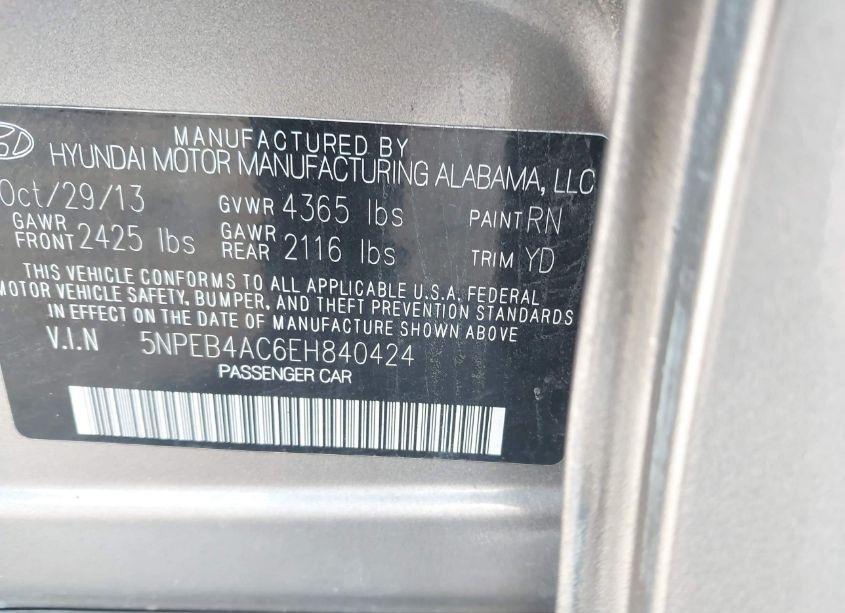 MANUFACTURED BY
HYUNDAI MOTOR MANUFACTURING ALABAMA, LLC
Oct/29/13 GVWR 4365 lbs PAINT RN
GAWR FRONT 2425 lbs GAWR REAR 2116 lbs TRIM YD
THIS VEHICLE CONFORMS TO ALL APPLICABLE U.S.A. FEDERAL
MOTOR VEHICLE SAFETY, BUMPER, AND THEFT PREVENTION STANDARDS
IN EFFECT ON THE DATE OF MANUFACTURE SHOWN ABOVE
V.I.N 5NPEB4AC6EH840424
PASSENGER CAR